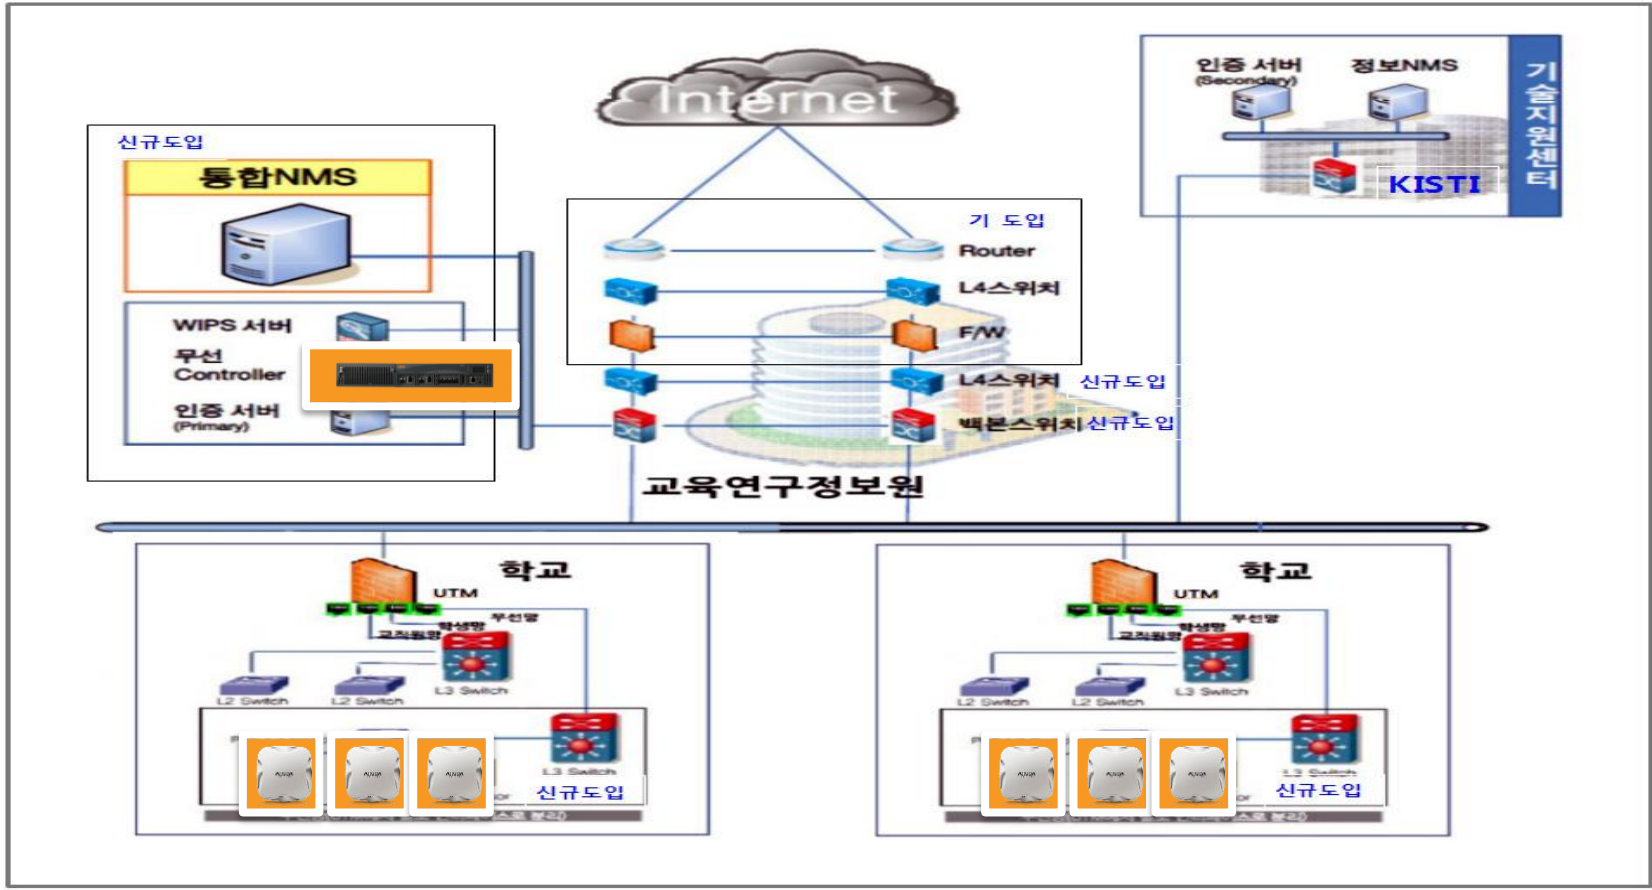 Internet
인증 서버
(Secondary)
정보NMS
기술지원센터
KISTI
신규도입
통합NMS
WIPS 서버
무선
Controller
인증 서버
(Primary)
기 도입
Router
L4스위치
F/W
L4스위치
신규도입
백본스위치
신규도입
교육연구정보원
학교
UTM
무선망
학생망
교직원망
L3 Switch
L2 Switch
L2 Switch
L3 Switch
신규도입
학교
UTM
무선망
학생망
교직원망
L3 Switch
L2 Switch
L2 Switch
L3 Switch
신규도입